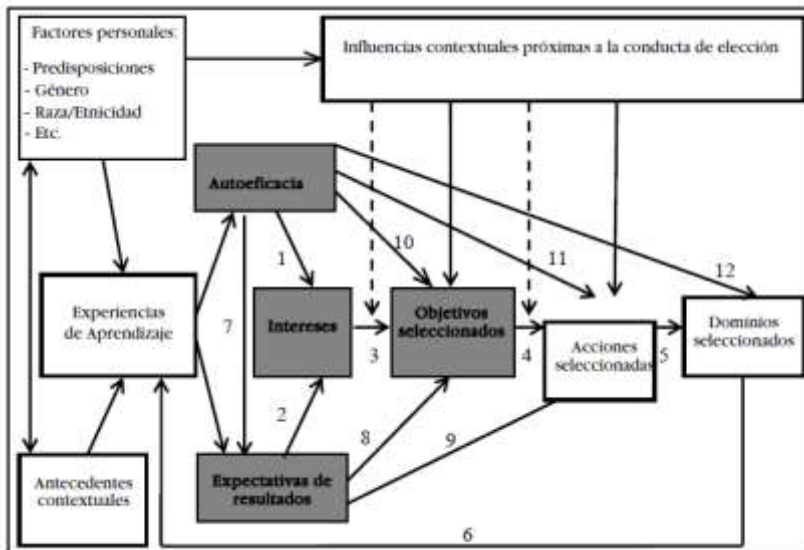 Factores personales:
- Predisposiciones
- Género
- Raza/Etnicidad
- Etc.
Influencias contextuales próximas a la conducta de elección
Autoeficacia
10
11
12
1
Experiencias
de Aprendizaje
7
Intereses
3
Objetivos
seleccionados
4
Acciones
seleccionadas
5
Dominios
seleccionados
2
8
9
Antecedentes
contextuales
Expectativas de
resultados
6